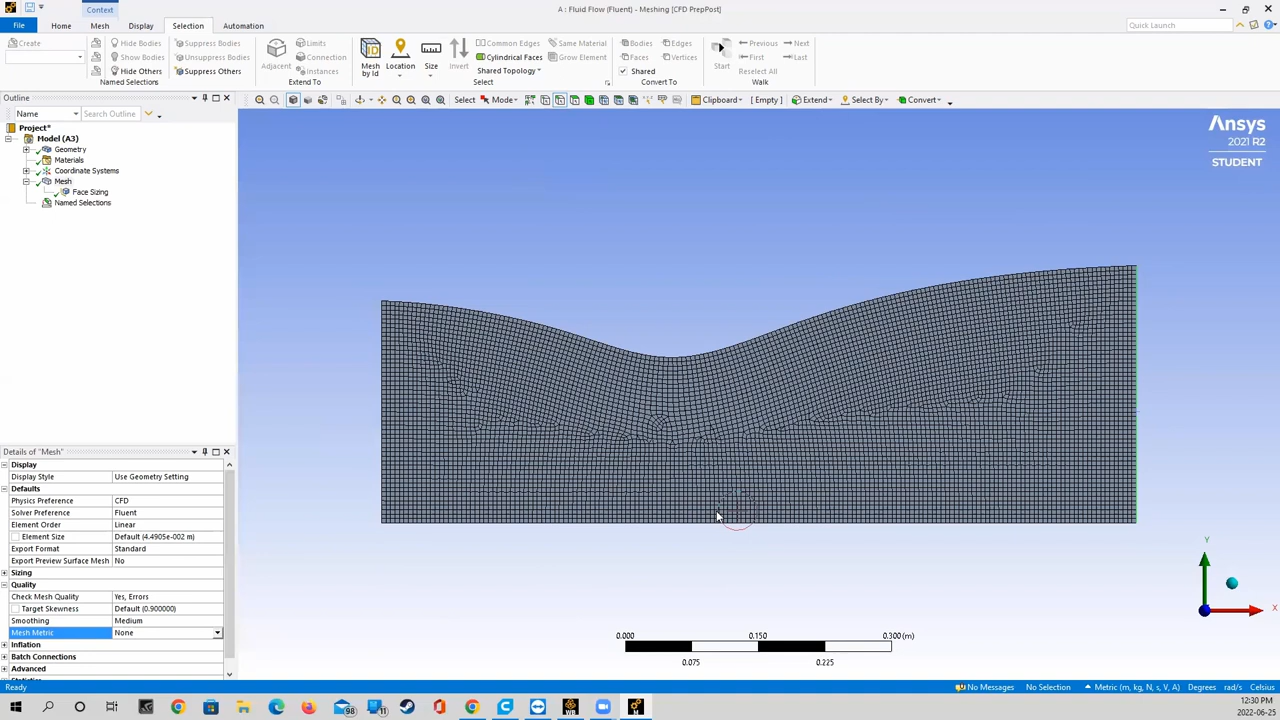 Context
A : Fluid Flow (Fluent) - Meshing [CFD PrepPost]
File Home Mesh Display Selection Automation Quick Launch
Create Hide Bodies Suppress Bodies Limits Common Edges Same Material Bodies Edges Previous Next
Show Bodies Unsuppress Bodies Adjacent Connection Mesh by Id Location Size Invert Cylindrical Faces Grow Element Faces Vertices Start First Last
Hide Others Suppress Others Instances Shared Topology Shared Reselect All
Named Selections Extend To Select Convert To Walk
Outline
Select Mode Clipboard [ Empty ] Extend Select By Convert
Name Search Outline
Project*
Model (A3)
Geometry
Materials
Coordinate Systems
Mesh
Face Sizing
Named Selections
Ansys
2021 R2
STUDENT
Details of "Mesh"
Display
Display Style Use Geometry Setting
Defaults
Physics Preference CFD
Solver Preference Fluent
Element Order Linear
Element Size Default (4.4905e-002 m)
Export Format Standard
Export Preview Surface Mesh No
Sizing
Quality
Check Mesh Quality Yes, Errors
Target Skewness Default (0.900000)
Smoothing Medium
Mesh Metric None
Inflation
Batch Connections
Advanced
Statistics
Y
X
0.000 0.150 0.300 (m)
0.075 0.225
Ready No Messages No Selection Metric (m, kg, N, s, V, A) Degrees rad/s Celsius
98 11
12:30 PM
2022-06-25